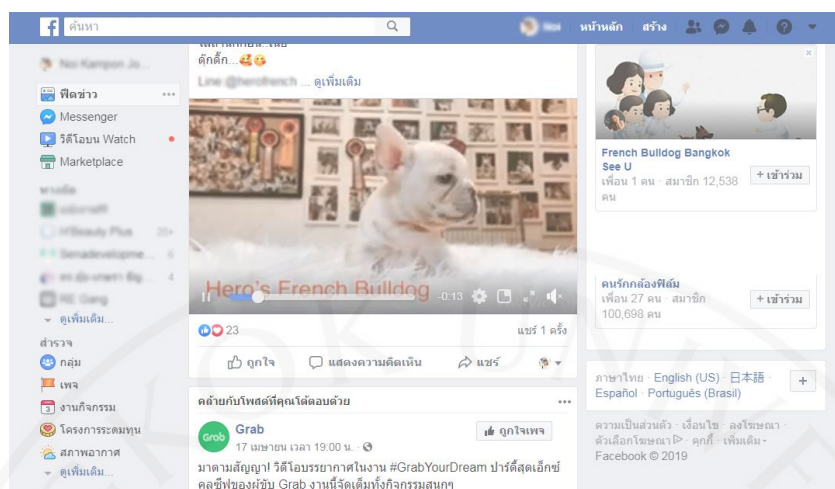 ค้นหา
หน้าหลัก
สร้าง
ฟีดข่าว
Messenger
วิดีโอบน Watch
Marketplace
ดูเพิ่มเติม...
สำรวจ
กลุ่ม
เพจ
งานกิจกรรม
โครงการระดมทุน
สภาพอากาศ
ดูเพิ่มเติม...
ดุ๊กดิ๊ก...🥰😋
... ดูเพิ่มเติม
Hero's French Bulldog
-0:13
23
แชร์ 1 ครั้ง
ถูกใจ
แสดงความคิดเห็น
แชร์
คล้ายกับโพสต์ที่คุณโต้ตอบด้วย
Grab
Grab
17 เมษายน เวลา 19:00 น. ·
ถูกใจเพจ
มาตามสัญญา! วิดีโอบรรยากาศในงาน #GrabYourDream ปาร์ตี้สุดเอ็กซ์
คลูซีฟของผู้ขับ Grab งานนี้จัดเต็มทั้งกิจกรรมสนุกๆ
French Bulldog Bangkok
See U
เพื่อน 1 คน · สมาชิก 12,538
คน
+ เข้าร่วม
คนรักกล้องฟิล์ม
เพื่อน 27 คน · สมาชิก
100,698 คน
+ เข้าร่วม
ภาษาไทย · English (US) · 日本語 ·
Español · Português (Brasil)
ความเป็นส่วนตัว · เงื่อนไข · ลงโฆษณา ·
ตัวเลือกโฆษณา · คุกกี้ · เพิ่มเติม
Facebook © 2019